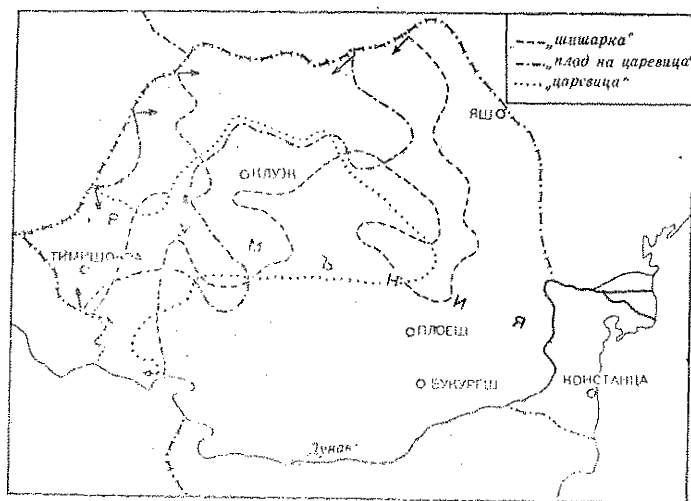 „шишарка“
„плод на царевица“
„царевица“
ЯШ
КЛУЖ
ТИМИШОАРА
Р У М Ъ Н И Я
ПЛОЕЩ
БУКУРЕЩ
КОНСТАНЦА
Дунав